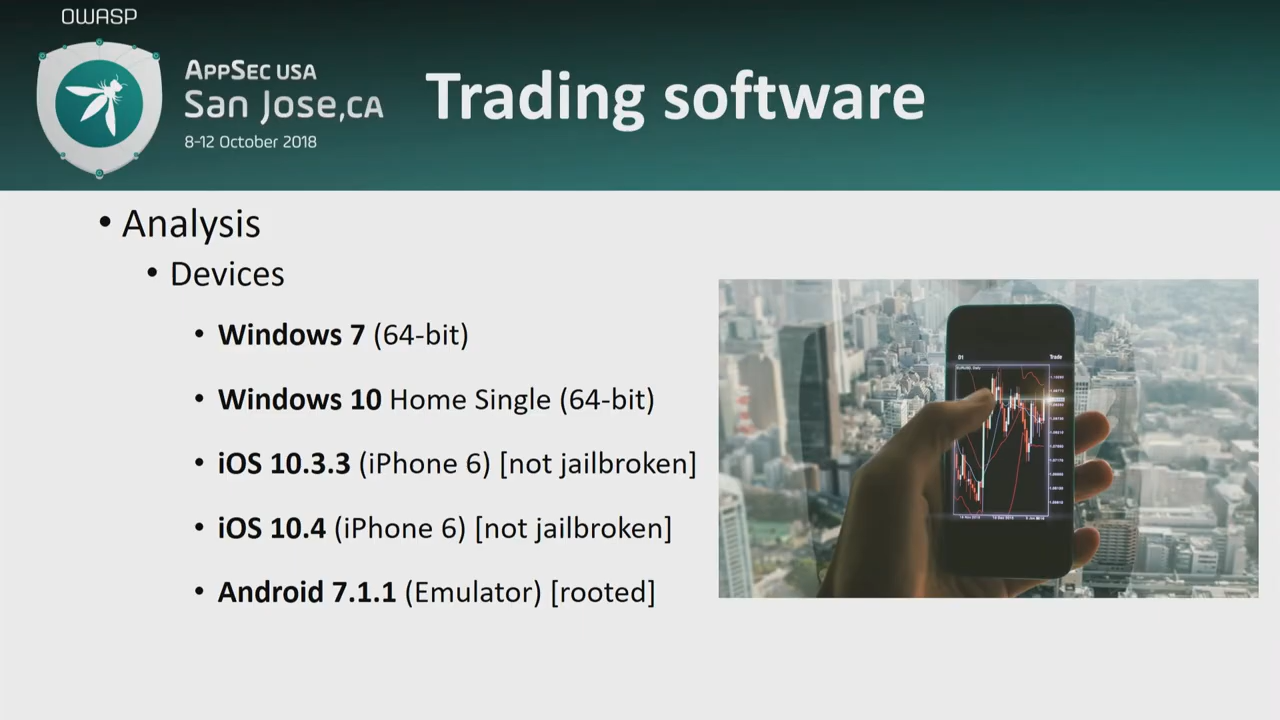 OWASP
APPSEC USA
San Jose,CA
8-12 October 2018
Trading software
• Analysis
• Devices
• Windows 7 (64-bit)
• Windows 10 Home Single (64-bit)
• iOS 10.3.3 (iPhone 6) [not jailbroken]
• iOS 10.4 (iPhone 6) [not jailbroken]
• Android 7.1.1 (Emulator) [rooted]
D1
Trade